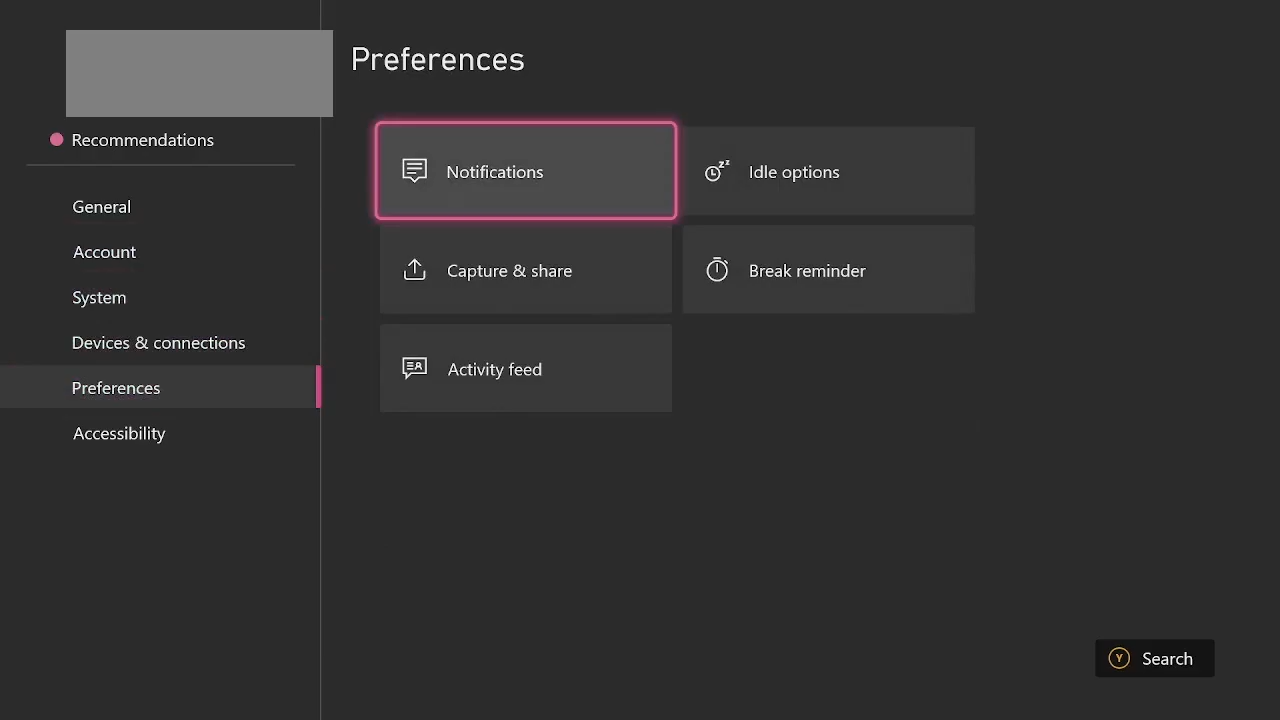 Preferences
Recommendations
General
Account
System
Devices & connections
Preferences
Accessibility
Notifications
Idle options
Capture & share
Break reminder
Activity feed
Y Search